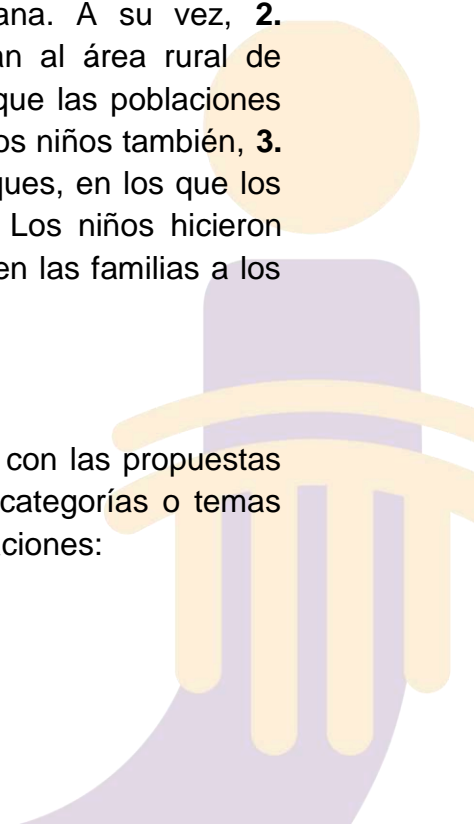 ana. A su vez, 2.
an al área rural de
que las poblaciones
os niños también, 3.
ques, en los que los
Los niños hicieron
en las familias a los
con las propuestas
categorías o temas
aciones: